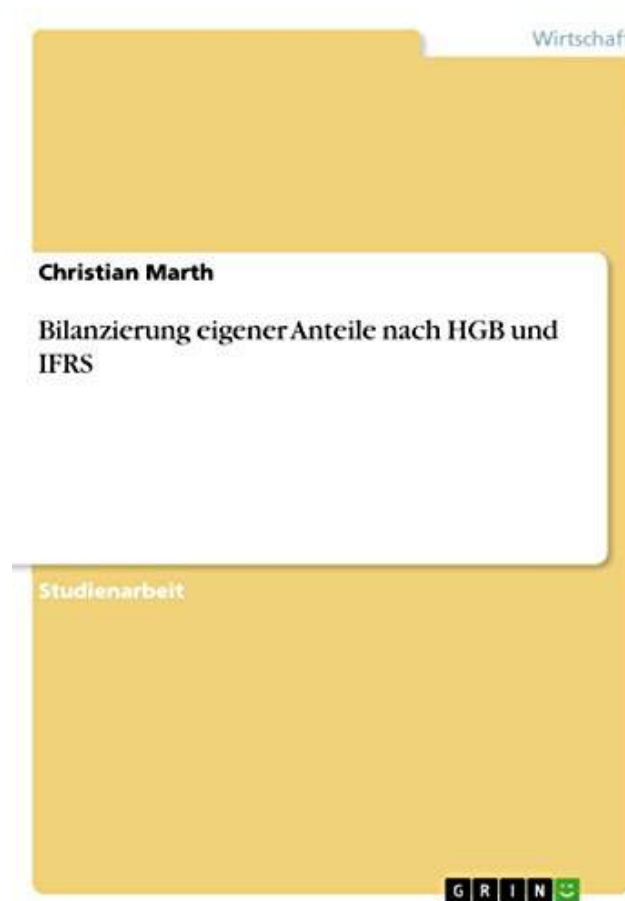 Wirtschaf
Christian Marth
Bilanzierung eigener Anteile nach HGB und
IFRS
Studienarbeit
GRIN